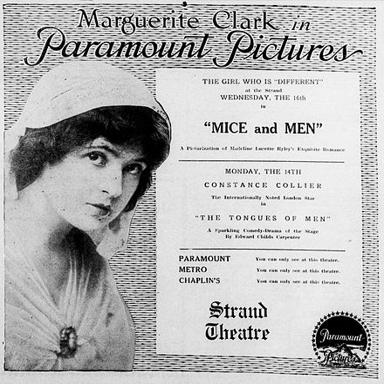 Marguerite Clark in
Paramount Pictures
THE GIRL WHO IS "DIFFERENT"
at the Strand
WEDNESDAY, THE 16th
in
"MICE and MEN"
A Picturization of Madeline Lucette Ryley's Exquisite Romance
MONDAY, THE 14TH
CONSTANCE COLLIER
The Internationally Noted London Star
in
"THE TONGUES OF MEN"
A Sparkling Comedy-Drama of the Stage
By Edward Childs Carpenter
PARAMOUNT You can only see at this theatre.
METRO You can only see at this theatre.
CHAPLIN'S You can only see at this theatre.
Strand
Theatre
Paramount
Pictures